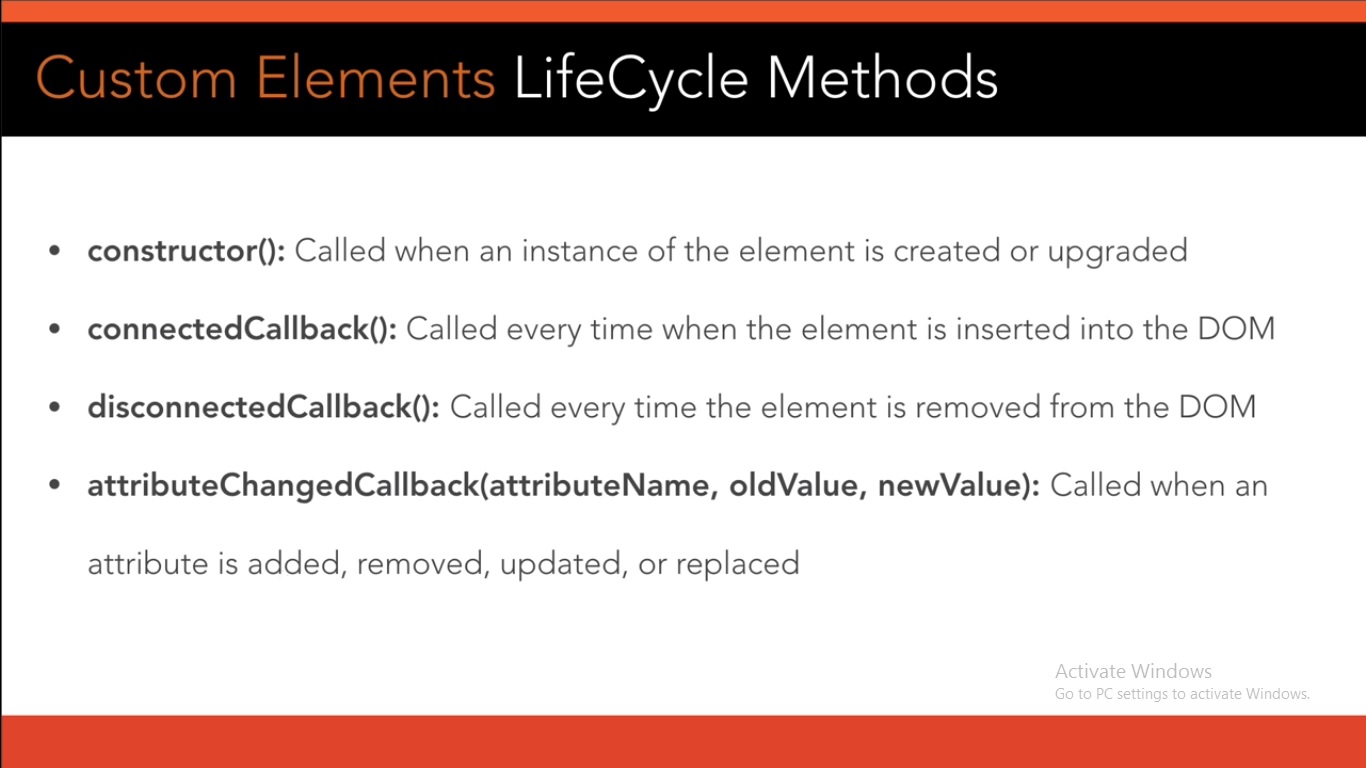 Custom Elements LifeCycle Methods
• constructor(): Called when an instance of the element is created or upgraded
• connectedCallback(): Called every time when the element is inserted into the DOM
• disconnectedCallback(): Called every time the element is removed from the DOM
• attributeChangedCallback(attributeName, oldValue, newValue): Called when an
attribute is added, removed, updated, or replaced
Activate Windows
Go to PC settings to activate Windows.